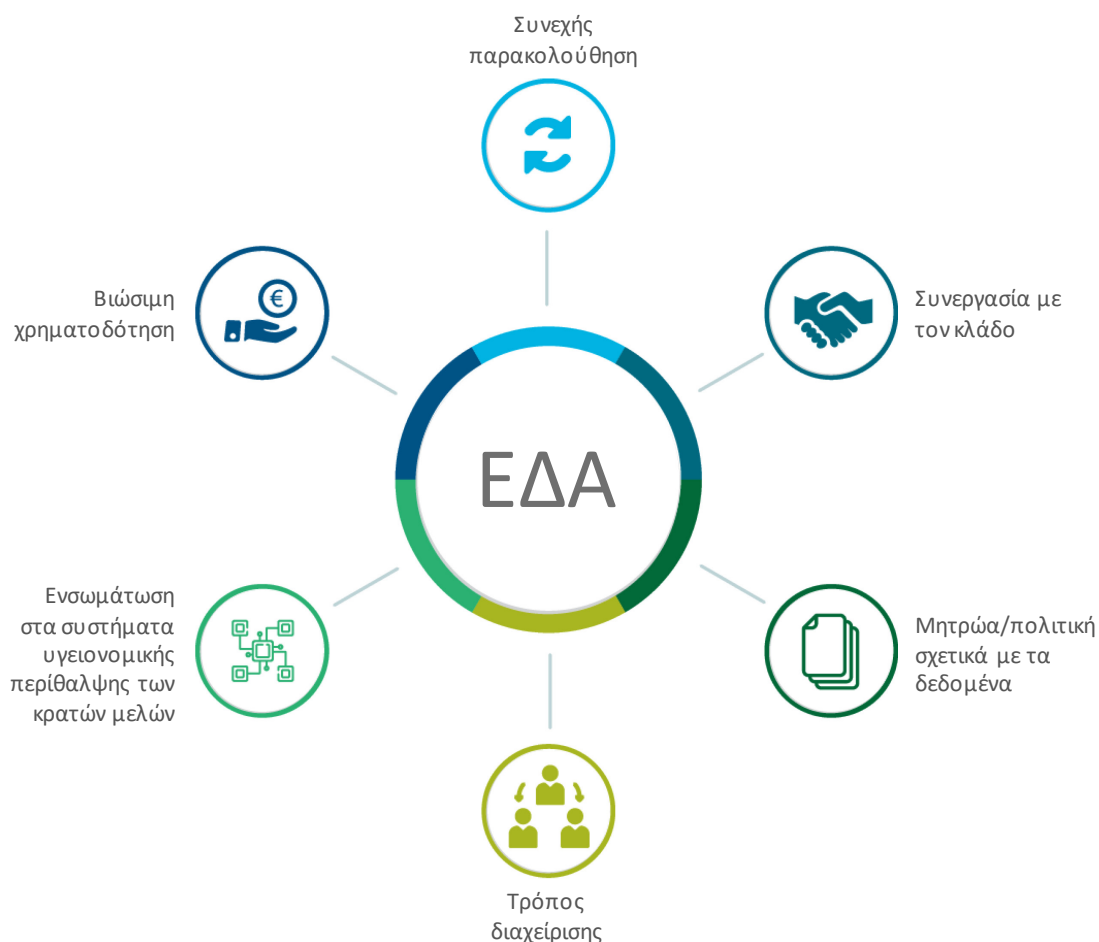 Συνεχής
παρακολούθηση
Βιώσιμη
χρηματοδότηση
€
Συνεργασία με
τον κλάδο
ΕΔΑ
Ενσωμάτωση
στα συστήματα
υγειονομικής
περίθαλψης των
κρατών μελών
Μητρώα/πολιτική
σχετικά με τα
δεδομένα
Τρόπος
διαχείρισης